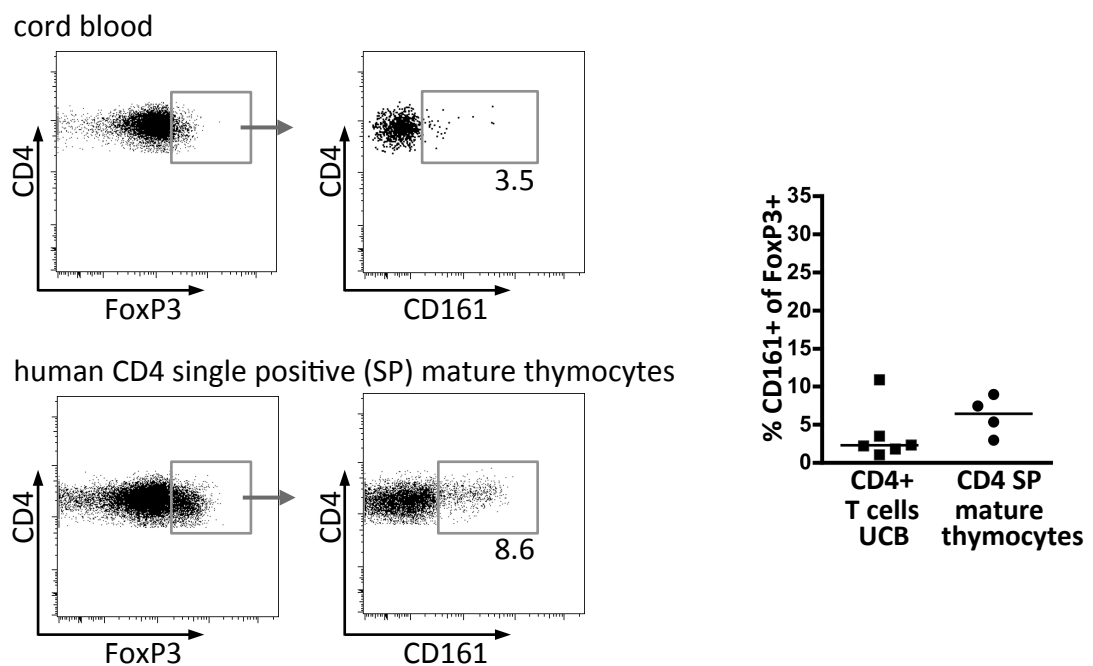 cord blood
CD4
FoxP3
CD4
3.5
CD161
human CD4 single positive (SP) mature thymocytes
CD4
FoxP3
CD4
8.6
CD161
% CD161+ of FoxP3+
35
30
25
20
15
10
5
0
CD4+
T cells
UCB
CD4 SP
mature
thymocytes